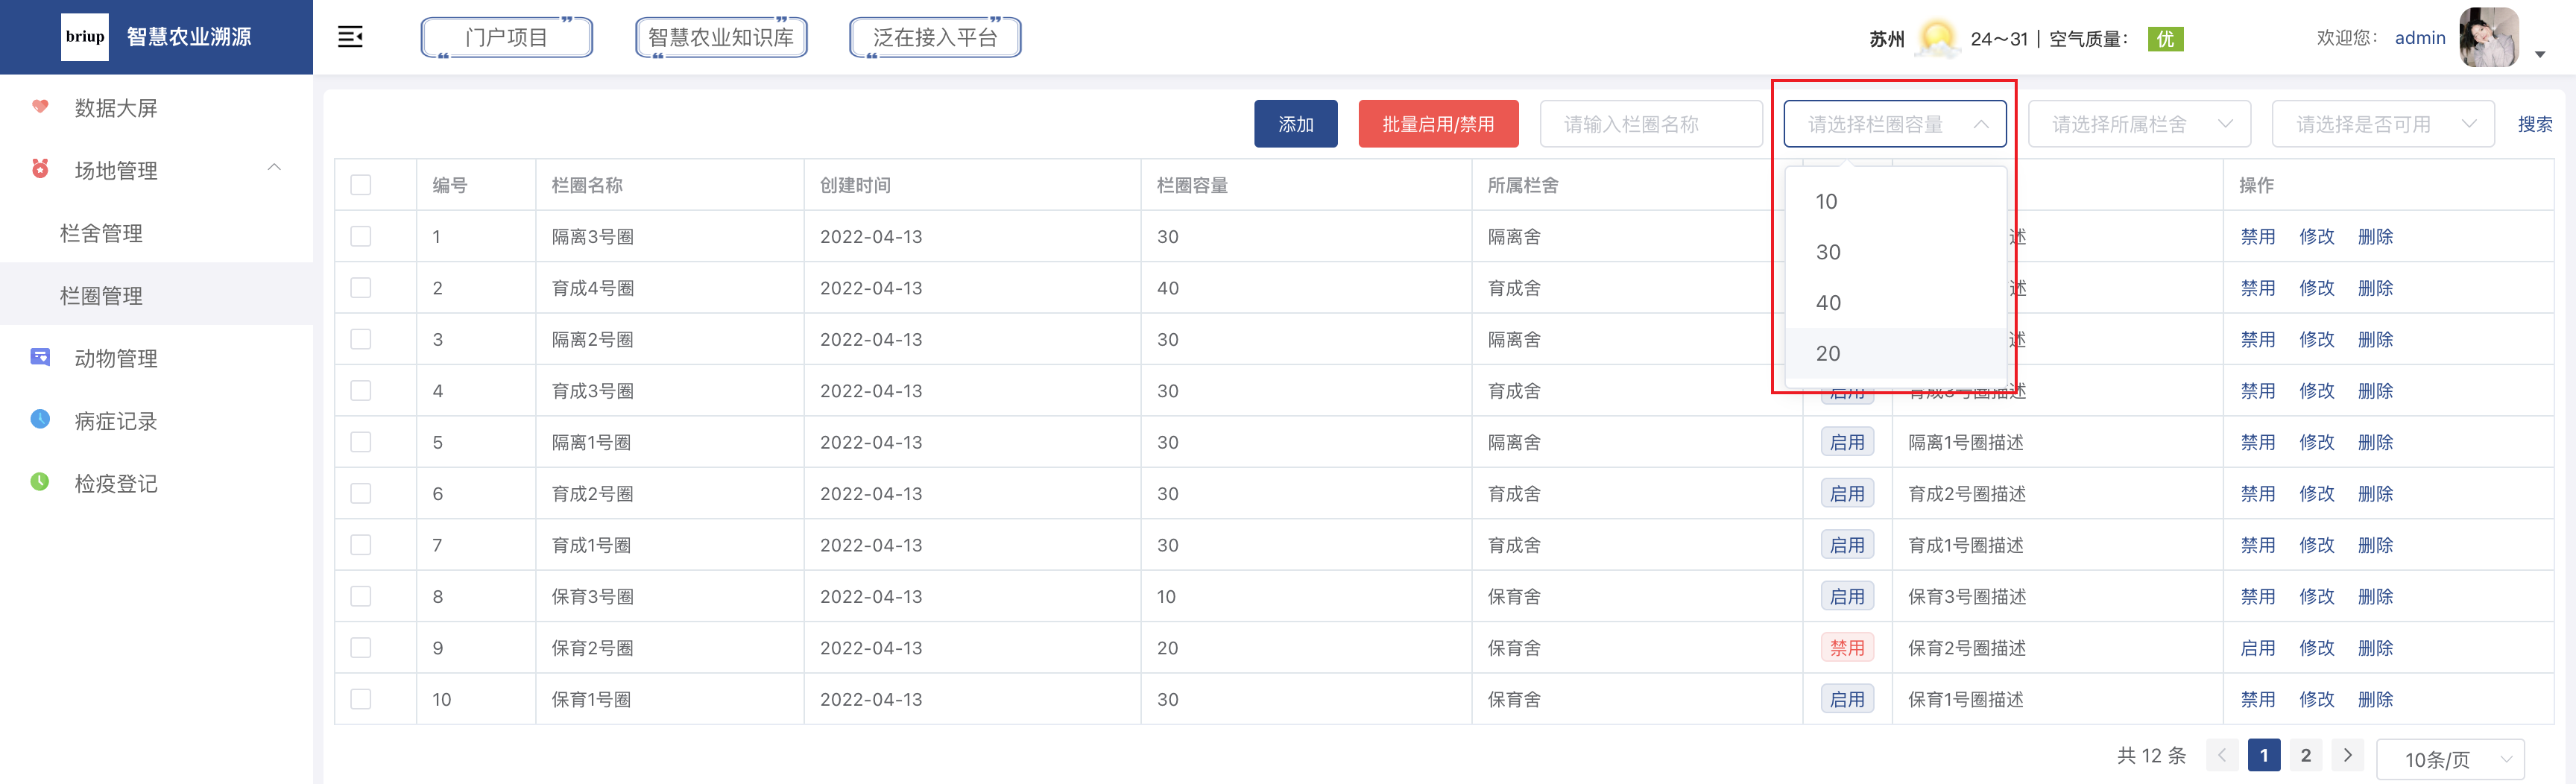 briup 智慧农业溯源
门户项目
智慧农业知识库
泛在接入平台
苏州 24～31 | 空气质量： 优
欢迎您： admin
数据大屏
场地管理
栏舍管理
栏圈管理
动物管理
病症记录
检疫登记
添加 批量启用/禁用 请输入栏圈名称 请选择栏圈容量 请选择所属栏舍 请选择是否可用 搜索
10
30
40
20
编号 栏圈名称 创建时间 栏圈容量 所属栏舍 操作
1 隔离3号圈 2022-04-13 30 隔离舍 述 禁用 修改 删除
2 育成4号圈 2022-04-13 40 育成舍 述 禁用 修改 删除
3 隔离2号圈 2022-04-13 30 隔离舍 述 禁用 修改 删除
4 育成3号圈 2022-04-13 30 育成舍 启用 育成3号圈描述 禁用 修改 删除
5 隔离1号圈 2022-04-13 30 隔离舍 启用 隔离1号圈描述 禁用 修改 删除
6 育成2号圈 2022-04-13 30 育成舍 启用 育成2号圈描述 禁用 修改 删除
7 育成1号圈 2022-04-13 30 育成舍 启用 育成1号圈描述 禁用 修改 删除
8 保育3号圈 2022-04-13 10 保育舍 启用 保育3号圈描述 禁用 修改 删除
9 保育2号圈 2022-04-13 20 保育舍 禁用 保育2号圈描述 启用 修改 删除
10 保育1号圈 2022-04-13 30 保育舍 启用 保育1号圈描述 禁用 修改 删除
共 12 条 1 2 10条/页